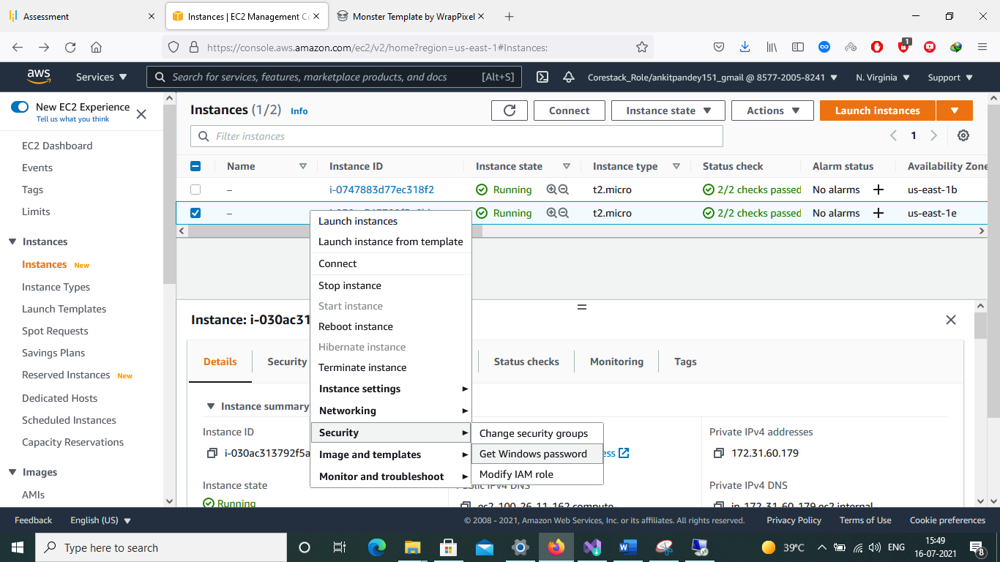 Assessment
Instances | EC2 Management Co
Monster Template by WrapPixel
https://console.aws.amazon.com/ec2/v2/home?region=us-east-1#Instances:
1
aws
Services
Search for services, features, marketplace products, and docs
[Alt+S]
Corestack_Role/ankitpandey151_gmail @ 8577-2005-8241
N. Virginia
Support
New EC2 Experience
Tell us what you think
EC2 Dashboard
Events
Tags
Limits
Instances
Instances New
Instance Types
Launch Templates
Spot Requests
Savings Plans
Reserved Instances New
Dedicated Hosts
Scheduled Instances
Capacity Reservations
Images
AMIs
Instances (1/2) Info
Connect
Instance state
Actions
Launch instances
Filter instances
1
Name Instance ID Instance state Instance type Status check Alarm status Availability Zone
– i-0747883d77ec318f2 Running t2.micro 2/2 checks passed No alarms + us-east-1b
– Running t2.micro 2/2 checks passed No alarms + us-east-1e
Launch instances
Launch instance from template
Connect
Stop instance
Start instance
Reboot instance
Hibernate instance
Terminate instance
Instance settings
Networking
Security
Image and templates
Monitor and troubleshoot
Change security groups
Get Windows password
Modify IAM role
Instance: i-030ac31
Details
Security
Status checks
Monitoring
Tags
Instance summary
Instance ID
i-030ac313792f5a
Instance state
Running
Public IPv4 DNS
ec2-100-26-11-162.compute-
Private IPv4 addresses
172.31.60.179
Private IPv4 DNS
ip-172-31-60-179.ec2.internal
Feedback
English (US)
© 2008 - 2021, Amazon Web Services, Inc. or its affiliates. All rights reserved.
Privacy Policy
Terms of Use
Cookie preferences
Type here to search
39°C
ENG
15:49
16-07-2021
8